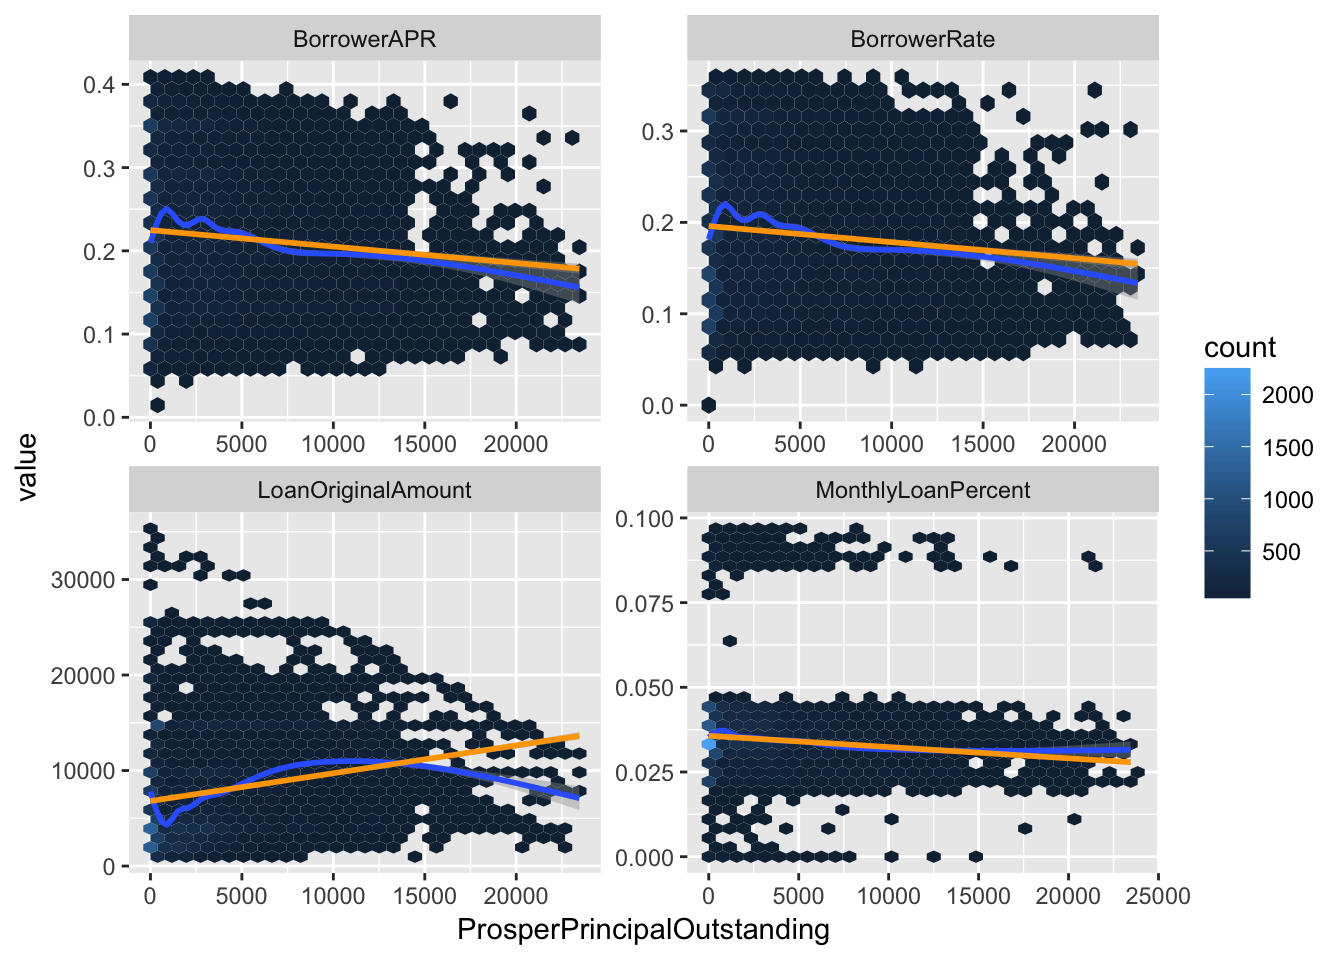 BorrowerAPR
BorrowerRate
0.4
0.3
0.2
0.1
0.0
0.3
0.2
0.1
0.0
0 5000 10000 15000 20000
0 5000 10000 15000 20000
value
LoanOriginalAmount
MonthlyLoanPercent
30000
20000
10000
0
0.100
0.075
0.050
0.025
0.000
0 5000 10000 15000 20000
0 5000 10000 15000 20000 25000
ProsperPrincipalOutstanding
count
2000
1500
1000
500